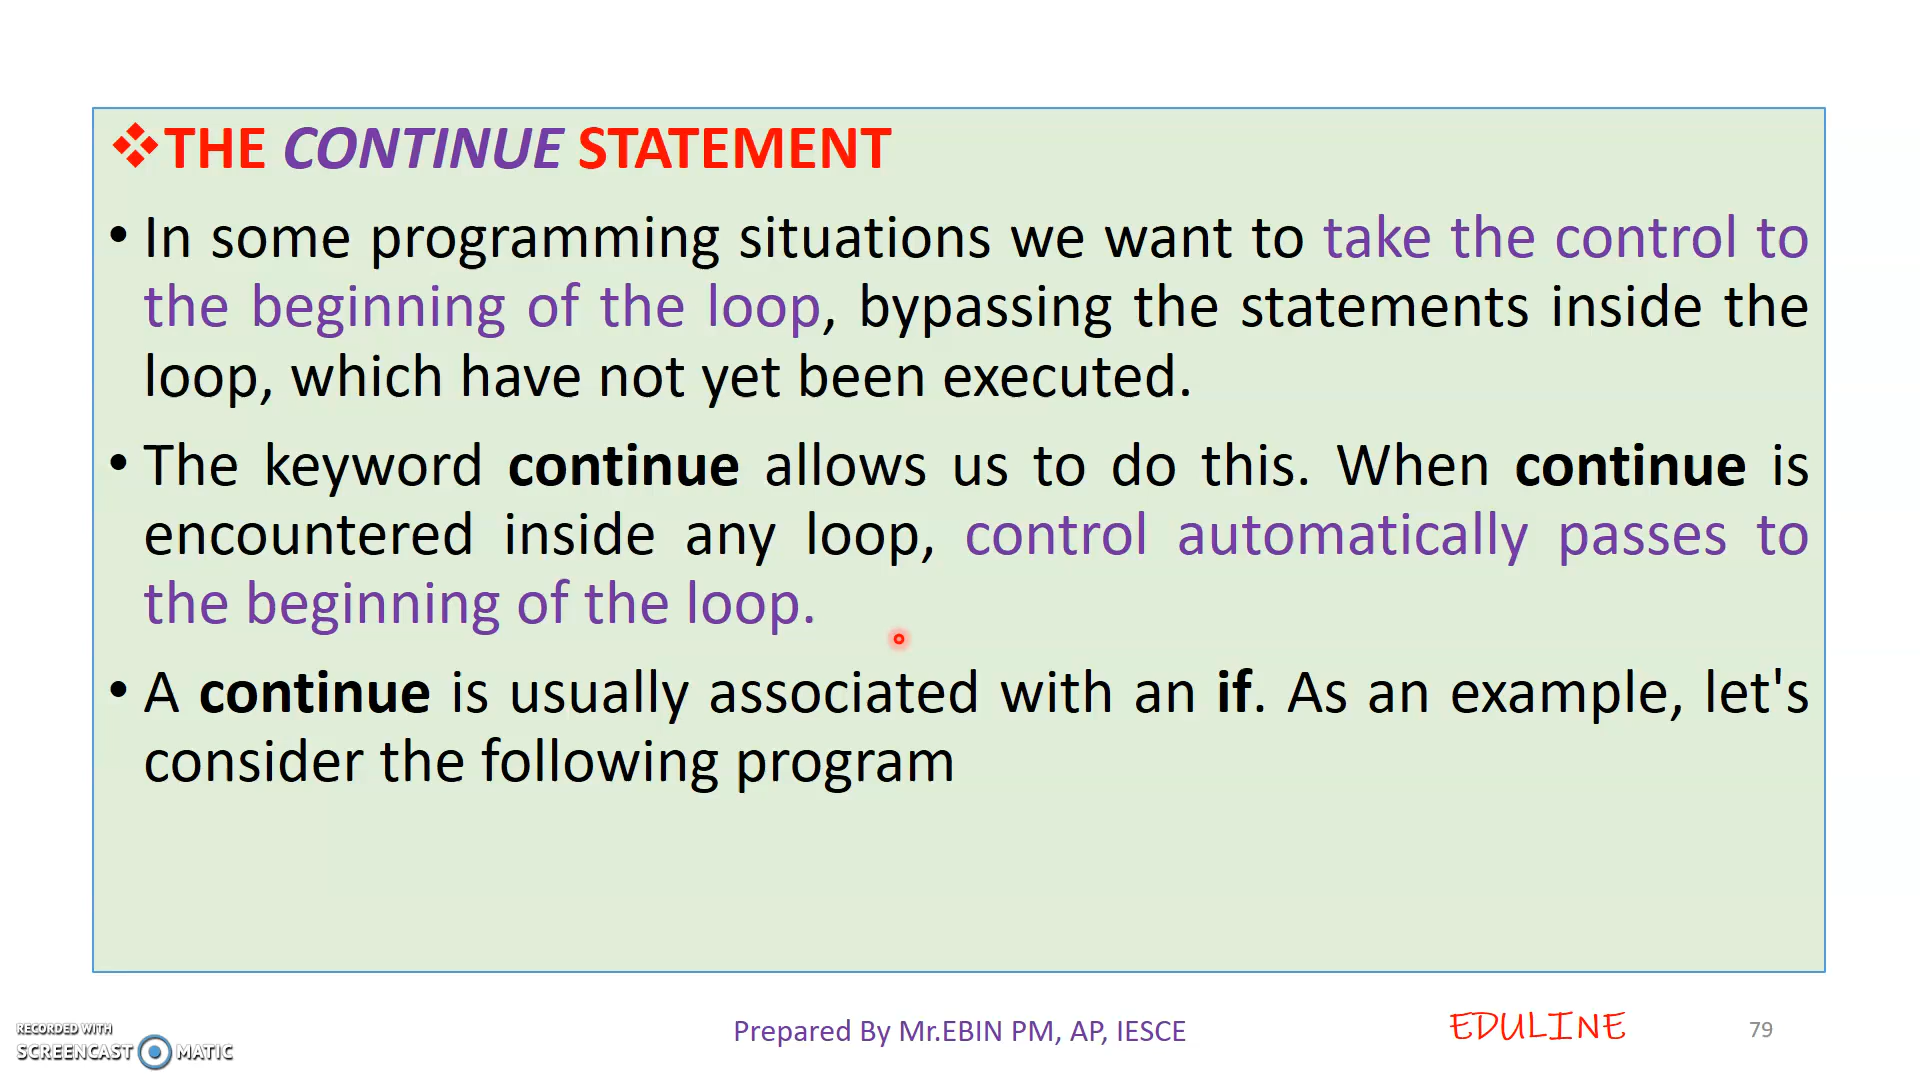 ❖THE CONTINUE STATEMENT
• In some programming situations we want to take the control to
the beginning of the loop, bypassing the statements inside the
loop, which have not yet been executed.
• The keyword continue allows us to do this. When continue is
encountered inside any loop, control automatically passes to
the beginning of the loop.
• A continue is usually associated with an if. As an example, let's
consider the following program
Prepared By Mr.EBIN PM, AP, IESCE
EDULINE
79
RECORDED WITH
SCREENCAST MATIC